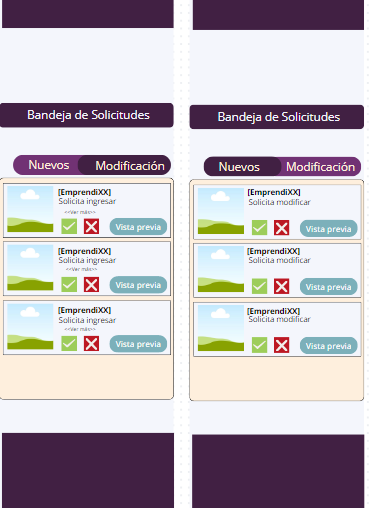 Bandeja de Solicitudes
Nuevos Modificación
[EmprendiXX]
Solicita ingresar
<<Ver más>>
Vista previa
[EmprendiXX]
Solicita ingresar
<<Ver más>>
Vista previa
[EmprendiXX]
Solicita ingresar
<<Ver más>>
Vista previa
Bandeja de Solicitudes
Nuevos Modificación
[EmprendiXX]
Solicita modificar
Vista previa
[EmprendiXX]
Solicita modificar
Vista previa
[EmprendiXX]
Solicita modificar
Vista previa